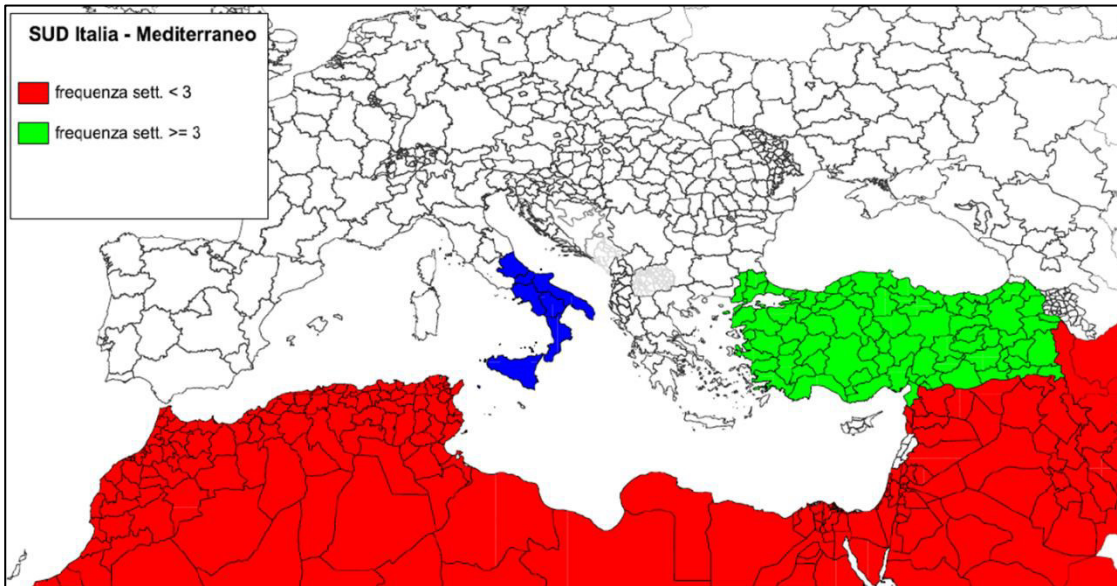 SUD Italia - Mediterraneo
frequenza sett. < 3
frequenza sett. >= 3